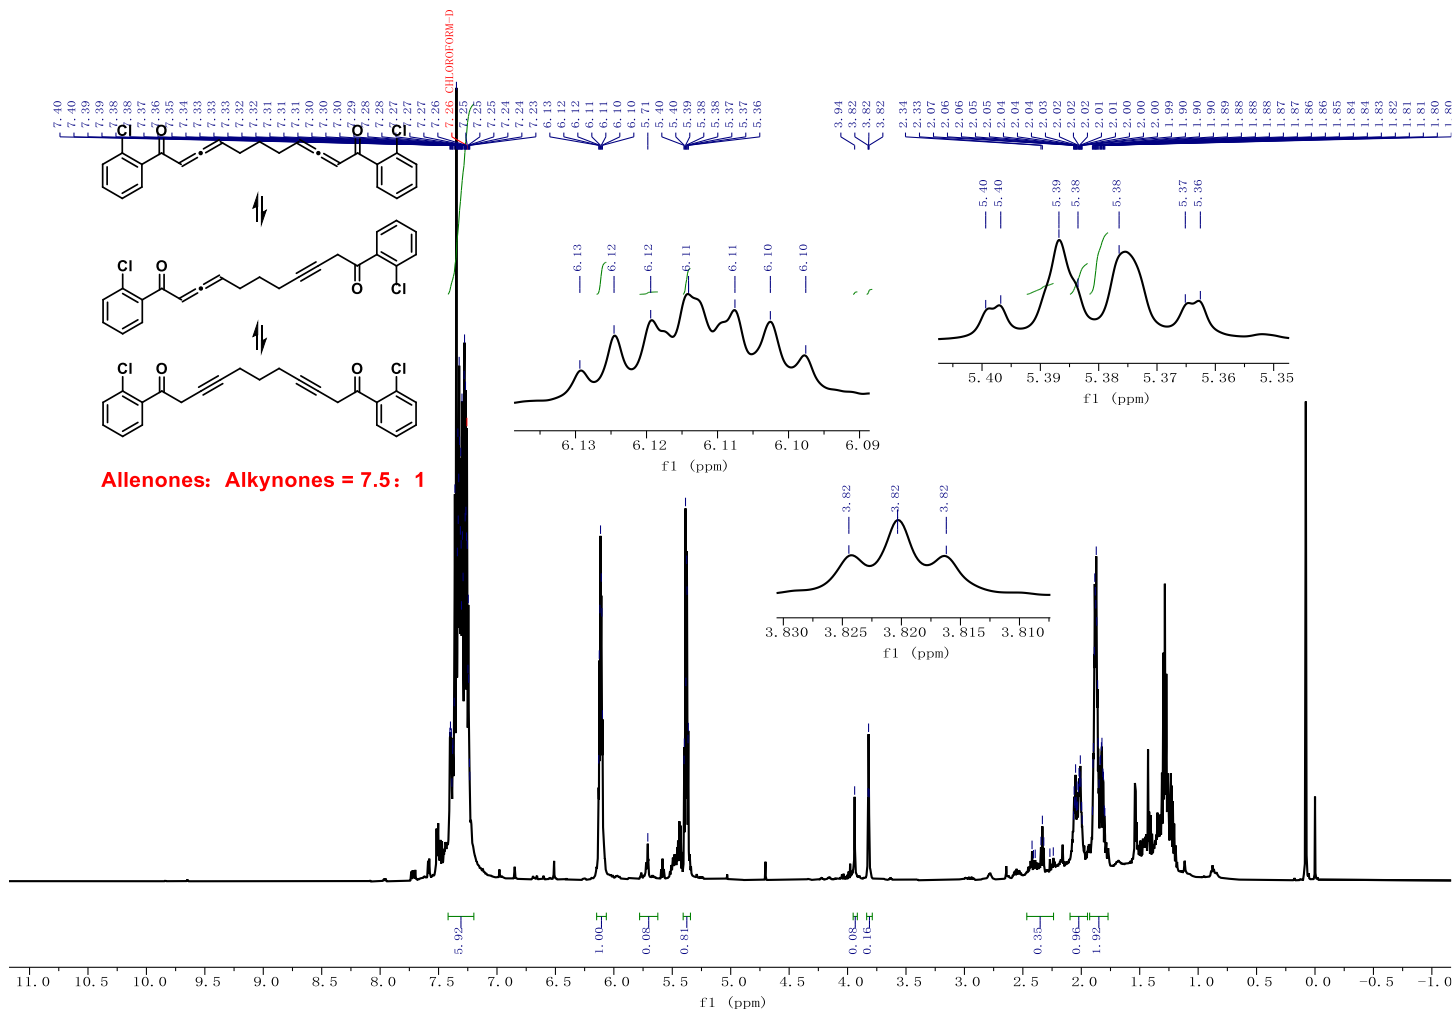 7.40 7.40 7.39 7.39 7.38 7.38 7.37 7.36 7.35 7.34 7.33 7.33 7.33 7.32 7.32 7.31 7.31 7.31 7.30 7.30 7.30 7.29 7.28 7.28 7.27 7.27 7.27 7.26 7.26 CHLOROFORM-D 7.25 7.25 7.25 7.24 7.24 7.23 6.13 6.12 6.12 6.11 6.11 6.10 6.10 5.71 5.40 5.40 5.39 5.38 5.38 5.37 5.37 5.36 3.94 3.82 3.82 3.82 2.34 2.33 2.07 2.06 2.06 2.05 2.05 2.04 2.04 2.04 2.03 2.02 2.02 2.02 2.01 2.01 2.00 2.00 2.00 1.99 1.90 1.90 1.90 1.89 1.88 1.88 1.88 1.87 1.87 1.86 1.86 1.85 1.84 1.84 1.83 1.82 1.81 1.81 1.80 1.80
Cl O O Cl
Cl O O Cl
Cl O O Cl
Allenones: Alkynones = 7.5: 1
6.13 6.12 6.12 6.11 6.11 6.10 6.10
6.13 6.12 6.11 6.10 6.09
f1 (ppm)
5.40 5.40 5.39 5.38 5.38 5.37 5.36
5.40 5.39 5.38 5.37 5.36 5.35
f1 (ppm)
3.82 3.82 3.82
3.830 3.825 3.820 3.815 3.810
f1 (ppm)
5.92 1.00 0.08 0.81 0.08 0.16 0.35 0.96 1.92
11.0 10.5 10.0 9.5 9.0 8.5 8.0 7.5 7.0 6.5 6.0 5.5 5.0 4.5 4.0 3.5 3.0 2.5 2.0 1.5 1.0 0.5 0.0 -0.5 -1.0
f1 (ppm)